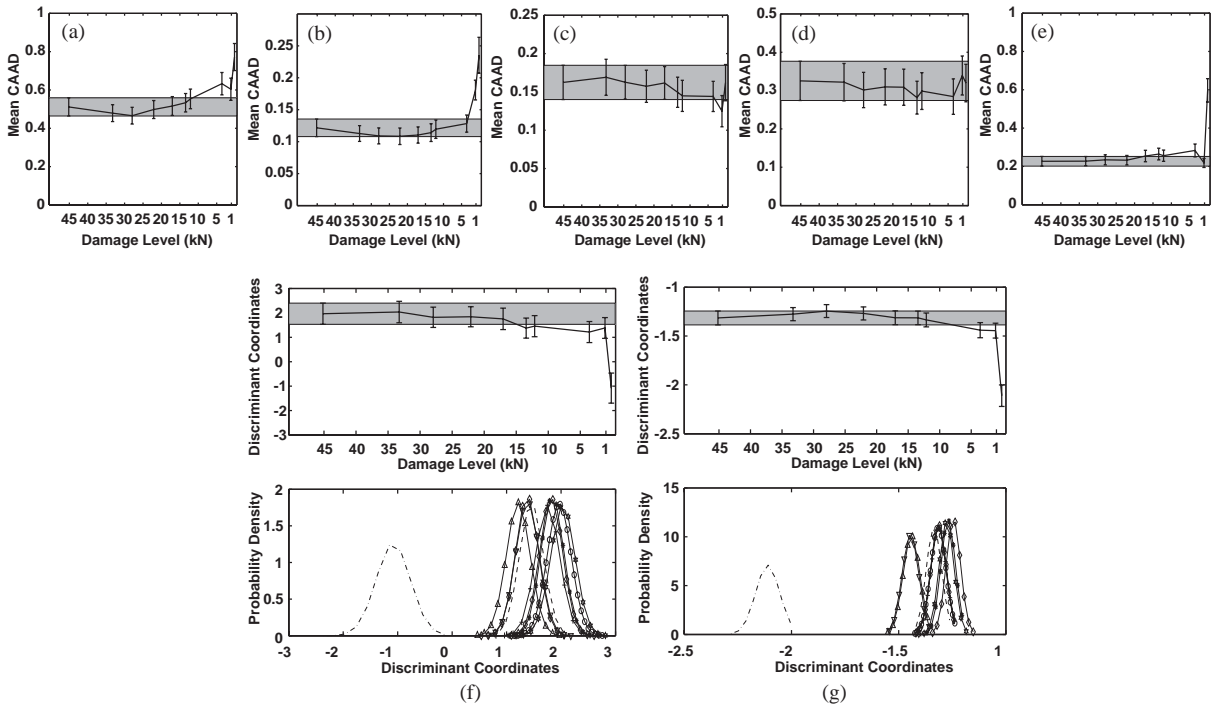 (a) (b) (c) (d) (e)
Mean CAAD
1
0.8
0.6
0.4
0.2
0
45 40 35 30 25 20 15 10 5 1
Damage Level (kN)
Mean CAAD
0.25
0.2
0.15
0.1
0.05
0
45 40 35 30 25 20 15 10 5 1
Damage Level (kN)
Mean CAAD
0.25
0.2
0.15
0.1
0.05
0
45 40 35 30 25 20 15 10 5 1
Damage Level (kN)
Mean CAAD
0.5
0.4
0.3
0.2
0.1
0
45 40 35 30 25 20 15 10 5 1
Damage Level (kN)
Mean CAAD
1
0.8
0.6
0.4
0.2
0
45 40 35 30 25 20 15 10 5 1
Damage Level (kN)
Discriminant Coordinates
3
2
1
0
-1
-2
-3
45 40 35 30 25 20 15 10 5 1
Damage Level (kN)
Discriminant Coordinates
-1
-1.5
-2
-2.5
45 40 35 30 25 20 15 10 5 1
Damage Level (kN)
Probability Density
2
1.5
1
0.5
0
-3 -2 -1 0 1 2 3
Discriminant Coordinates
(f)
Probability Density
15
10
5
0
-2.5 -2 -1.5 1
Discriminant Coordinates
(g)